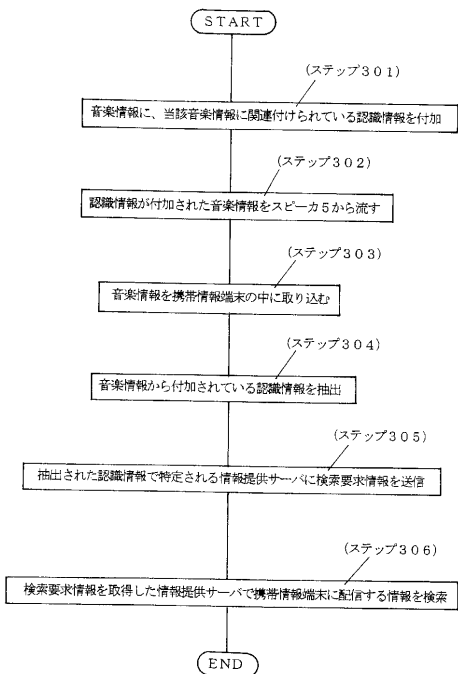 START
(ステップ301)
音楽情報に、当該音楽情報に関連付けられている認識情報を付加
(ステップ302)
認識情報が付加された音楽情報をスピーカ5から流す
(ステップ303)
音楽情報を携帯情報端末の中に取り込む
(ステップ304)
音楽情報から付加されている認識情報を抽出
(ステップ305)
抽出された認識情報で特定される情報提供サーバに検索要求情報を送信
(ステップ306)
検索要求情報を取得した情報提供サーバで携帯情報端末に配信する情報を検索
END